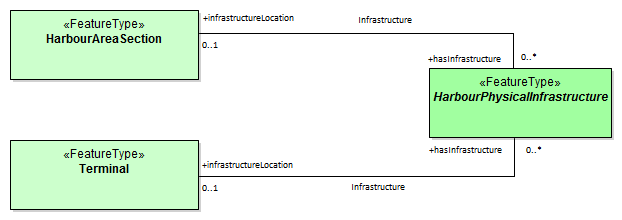 «FeatureType»
HarbourAreaSection
+infrastructureLocation
Infrastructure
0..1
+hasInfrastructure
0..*
«FeatureType»
HarbourPhysicalInfrastructure
«FeatureType»
Terminal
+hasInfrastructure
0..*
+infrastructureLocation
0..1
Infrastructure